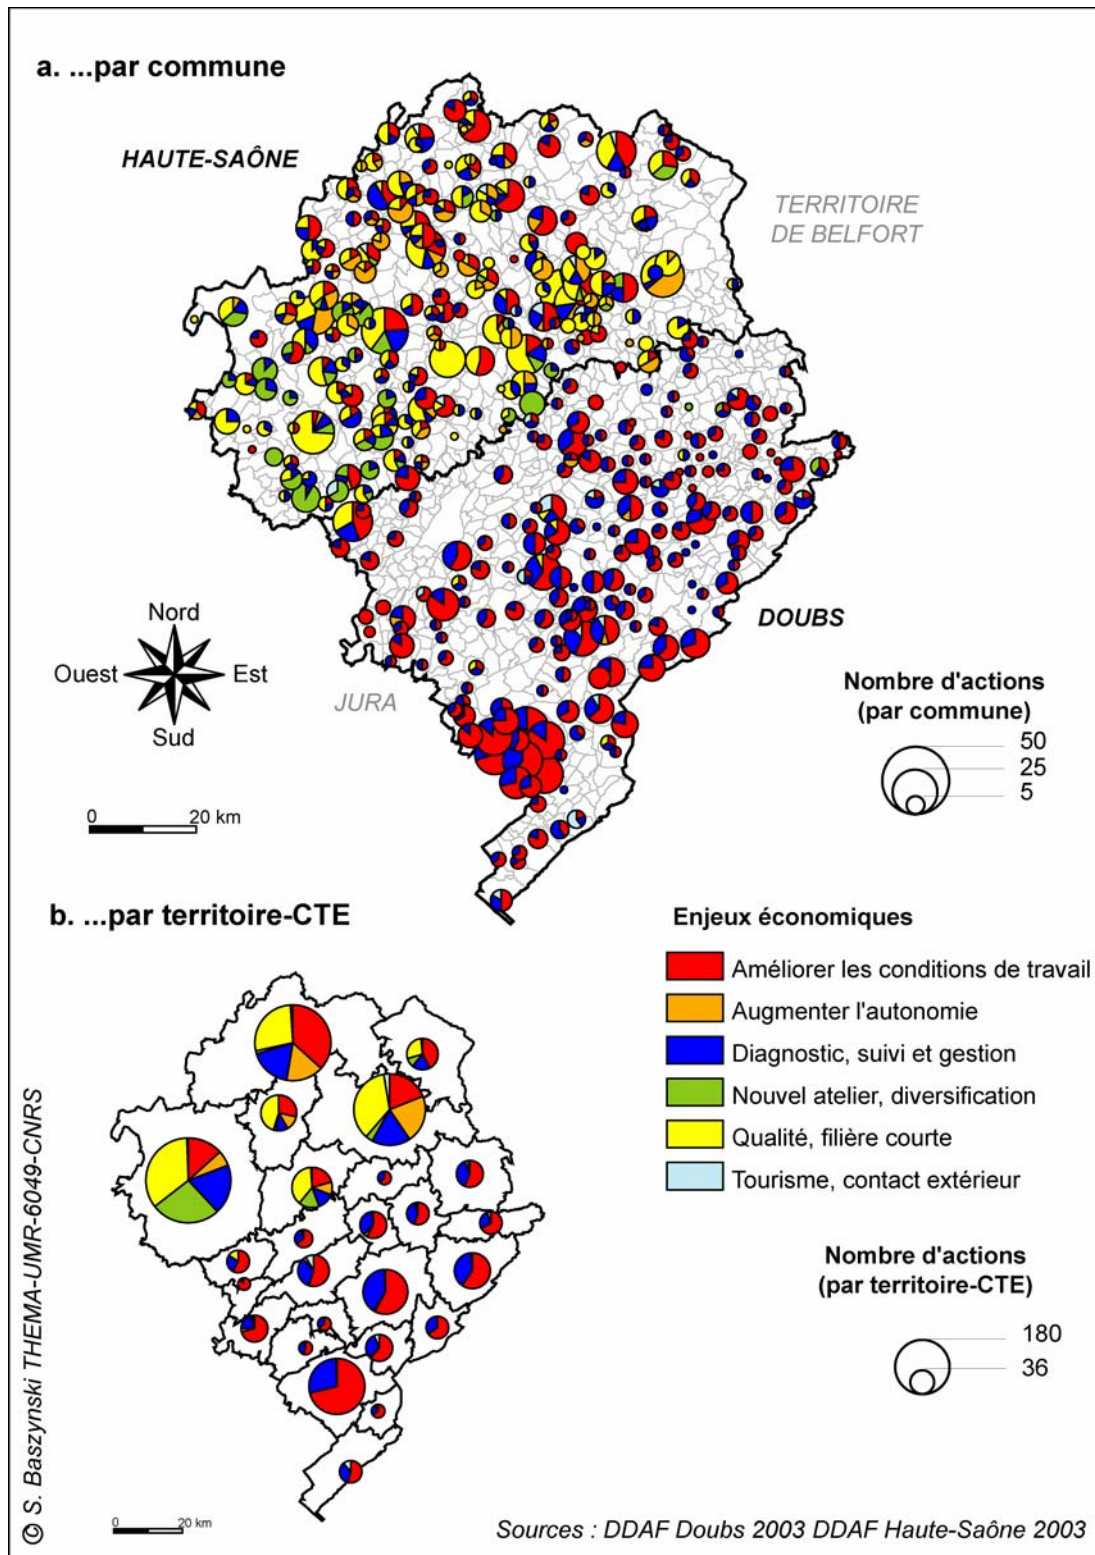 a. ...par commune
HAUTE-SAÔNE
TERRITOIRE
DE BELFORT
Nord
Ouest
Est
Sud
JURA
DOUBS
Nombre d'actions
(par commune)
50
25
5
0 20 km
b. ...par territoire-CTE
Enjeux économiques
Améliorer les conditions de travail
Augmenter l'autonomie
Diagnostic, suivi et gestion
Nouvel atelier, diversification
Qualité, filière courte
Tourisme, contact extérieur
Nombre d'actions
(par territoire-CTE)
180
36
0 20 km
© S. Baszynski THEMA-UMR-6049-CNRS
Sources : DDAF Doubs 2003 DDAF Haute-Saône 2003